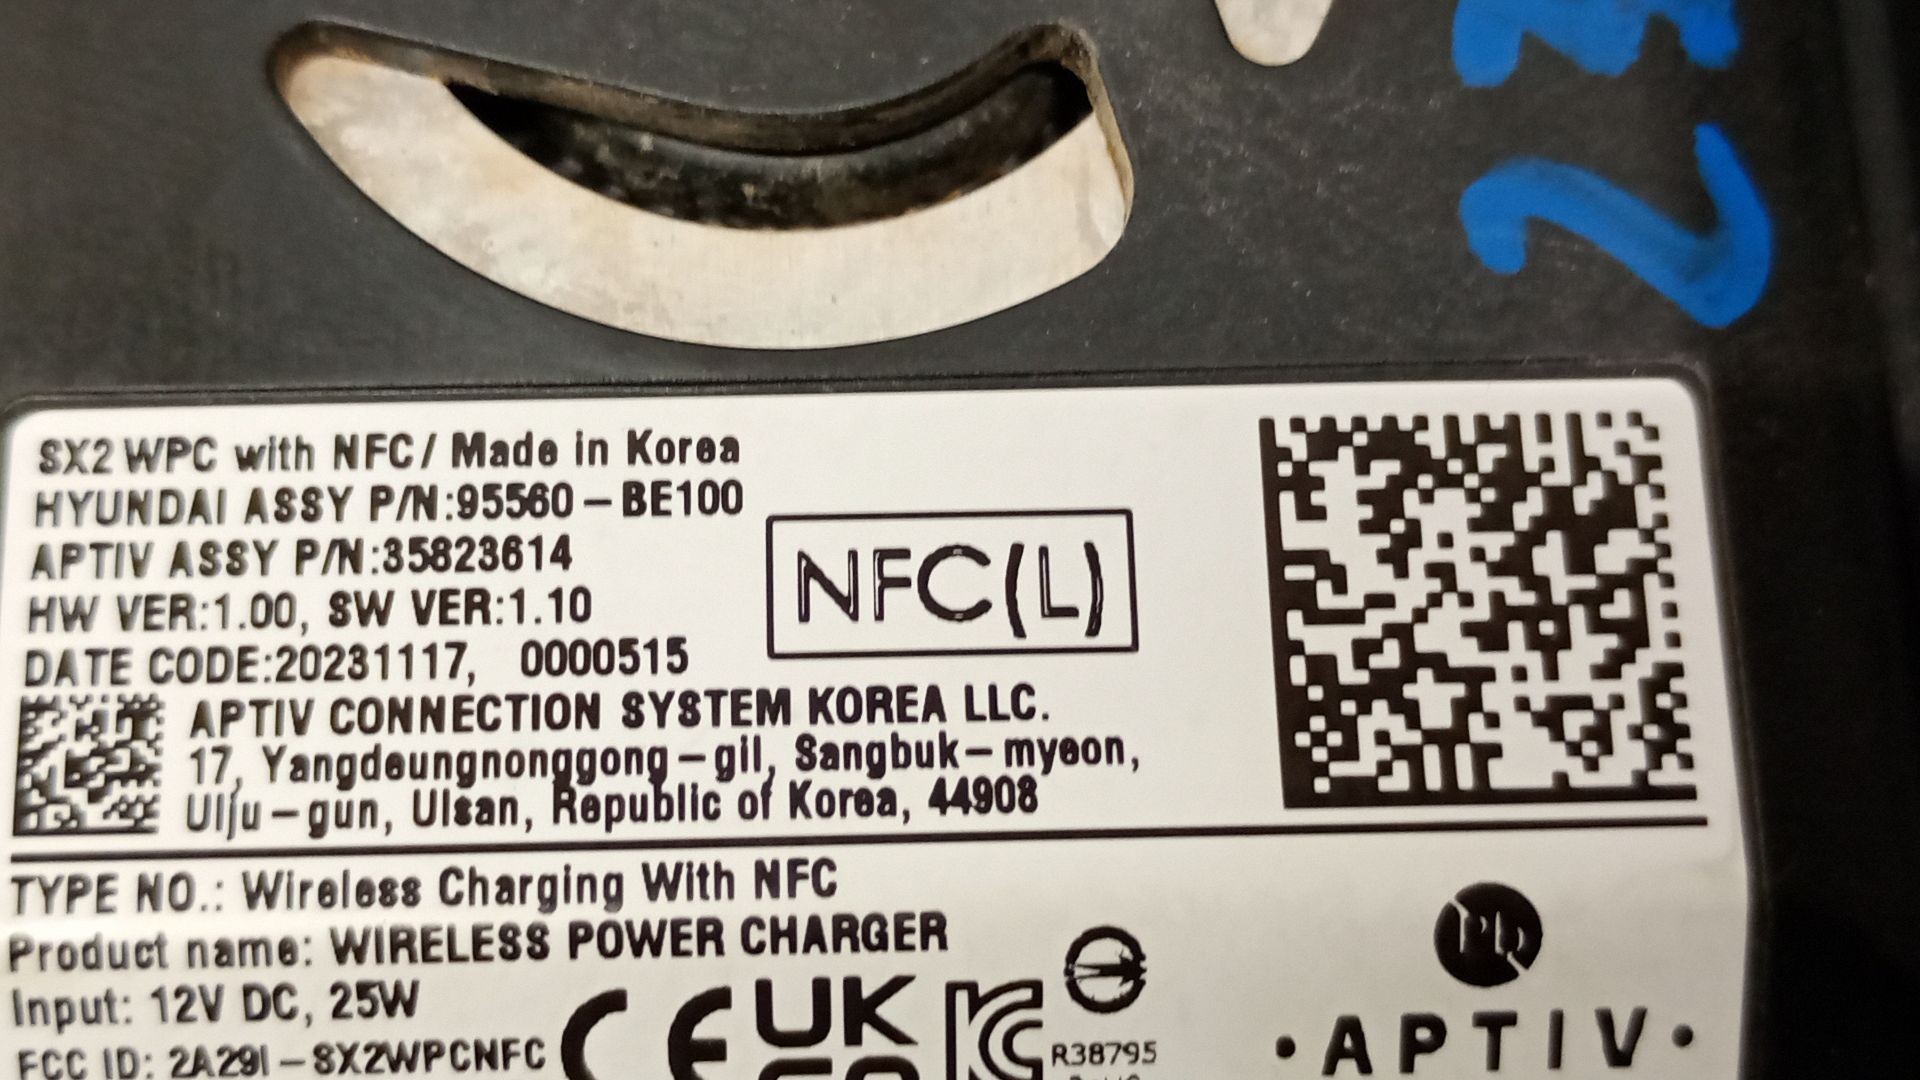 SX2 WPC with NFC / Made in Korea
HYUNDAI ASSY P/N:95560-BE100
APTIV ASSY P/N:35823614
HW VER:1.00, SW VER:1.10
DATE CODE:20231117, 0000515
NFC(L)
APTIV CONNECTION SYSTEM KOREA LLC.
17, Yangdeungnonggong-gil, Sangbuk-myeon,
Ulju-gun, Ulsan, Republic of Korea, 44908
TYPE NO.: Wireless Charging With NFC
Product name: WIRELESS POWER CHARGER
Input: 12V DC, 25W
FCC ID: 2A29I-SX2WPCNFC
CE
UK
KC
R38795
Pb
• APTIV •